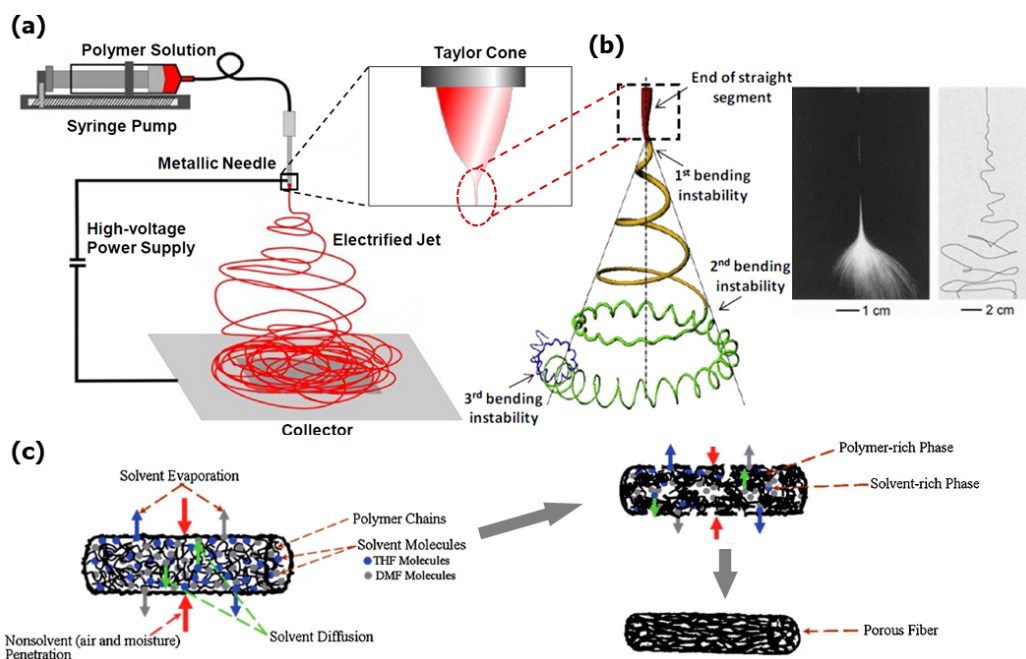 (a)
Polymer Solution
Syringe Pump
Metallic Needle
High-voltage
Power Supply
Electrified Jet
Collector
Taylor Cone
(b)
End of straight
segment
1st bending
instability
2nd bending
instability
3rd bending
instability
1 cm
2 cm
(c)
Solvent Evaporation
Polymer Chains
Solvent Molecules
THF Molecules
DMF Molecules
Nonsolvent (air and moisture)
Penetration
Solvent Diffusion
Polymer-rich Phase
Solvent-rich Phase
Porous Fiber